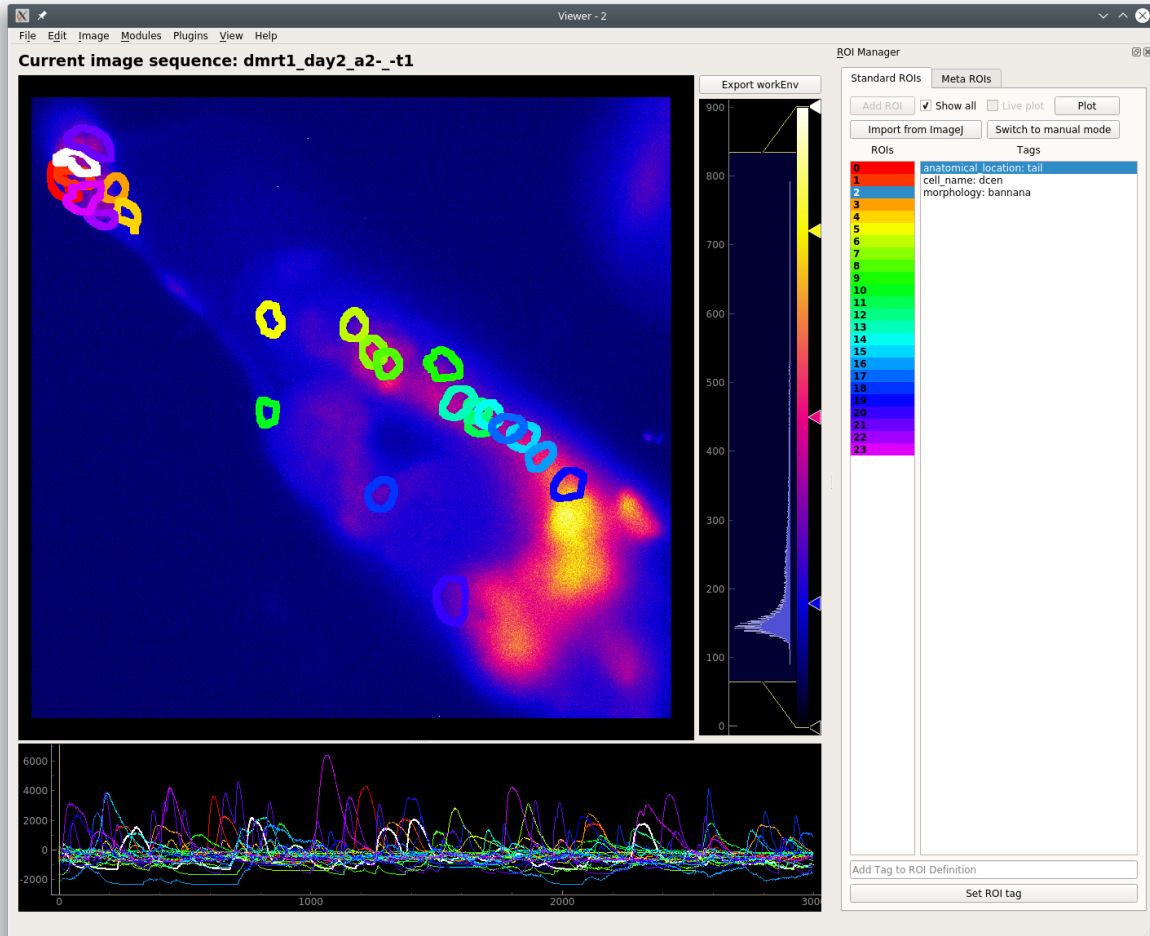 Viewer - 2
File Edit Image Modules Plugins View Help
Current image sequence: dmrt1_day2_a2-_-t1
Export workEnv
900
800
700
600
500
400
300
200
100
0
6000
4000
2000
0
-2000
0 1000 2000 3000
ROI Manager
Standard ROIs Meta ROIs
Add ROI Show all Live plot Plot
Import from ImageJ Switch to manual mode
ROIs Tags
0 anatomical_location: tail
1 cell_name: dcen
2 morphology: bannana
3
4
5
6
7
8
9
10
11
12
13
14
15
16
17
18
19
20
21
22
23
Add Tag to ROI Definition
Set ROI tag